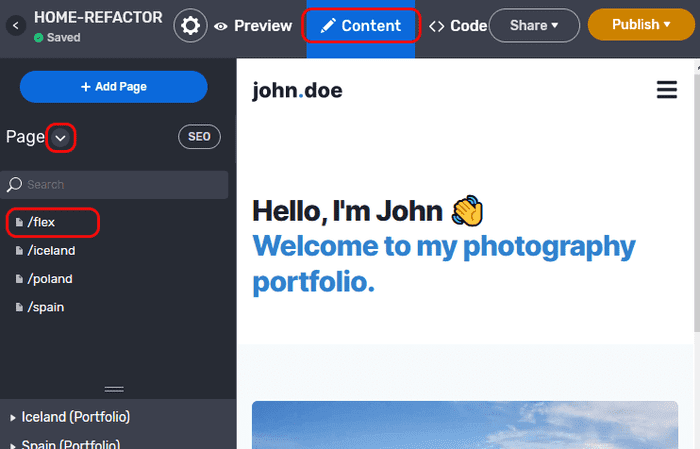 HOME-REFACTOR
Saved
Preview
Content
Code
Share
Publish
+ Add Page
Page
SEO
Search
/flex
/iceland
/poland
/spain
Iceland (Portfolio)
Spain (Portfolio)
john.doe
Hello, I'm John 👋
Welcome to my photography
portfolio.